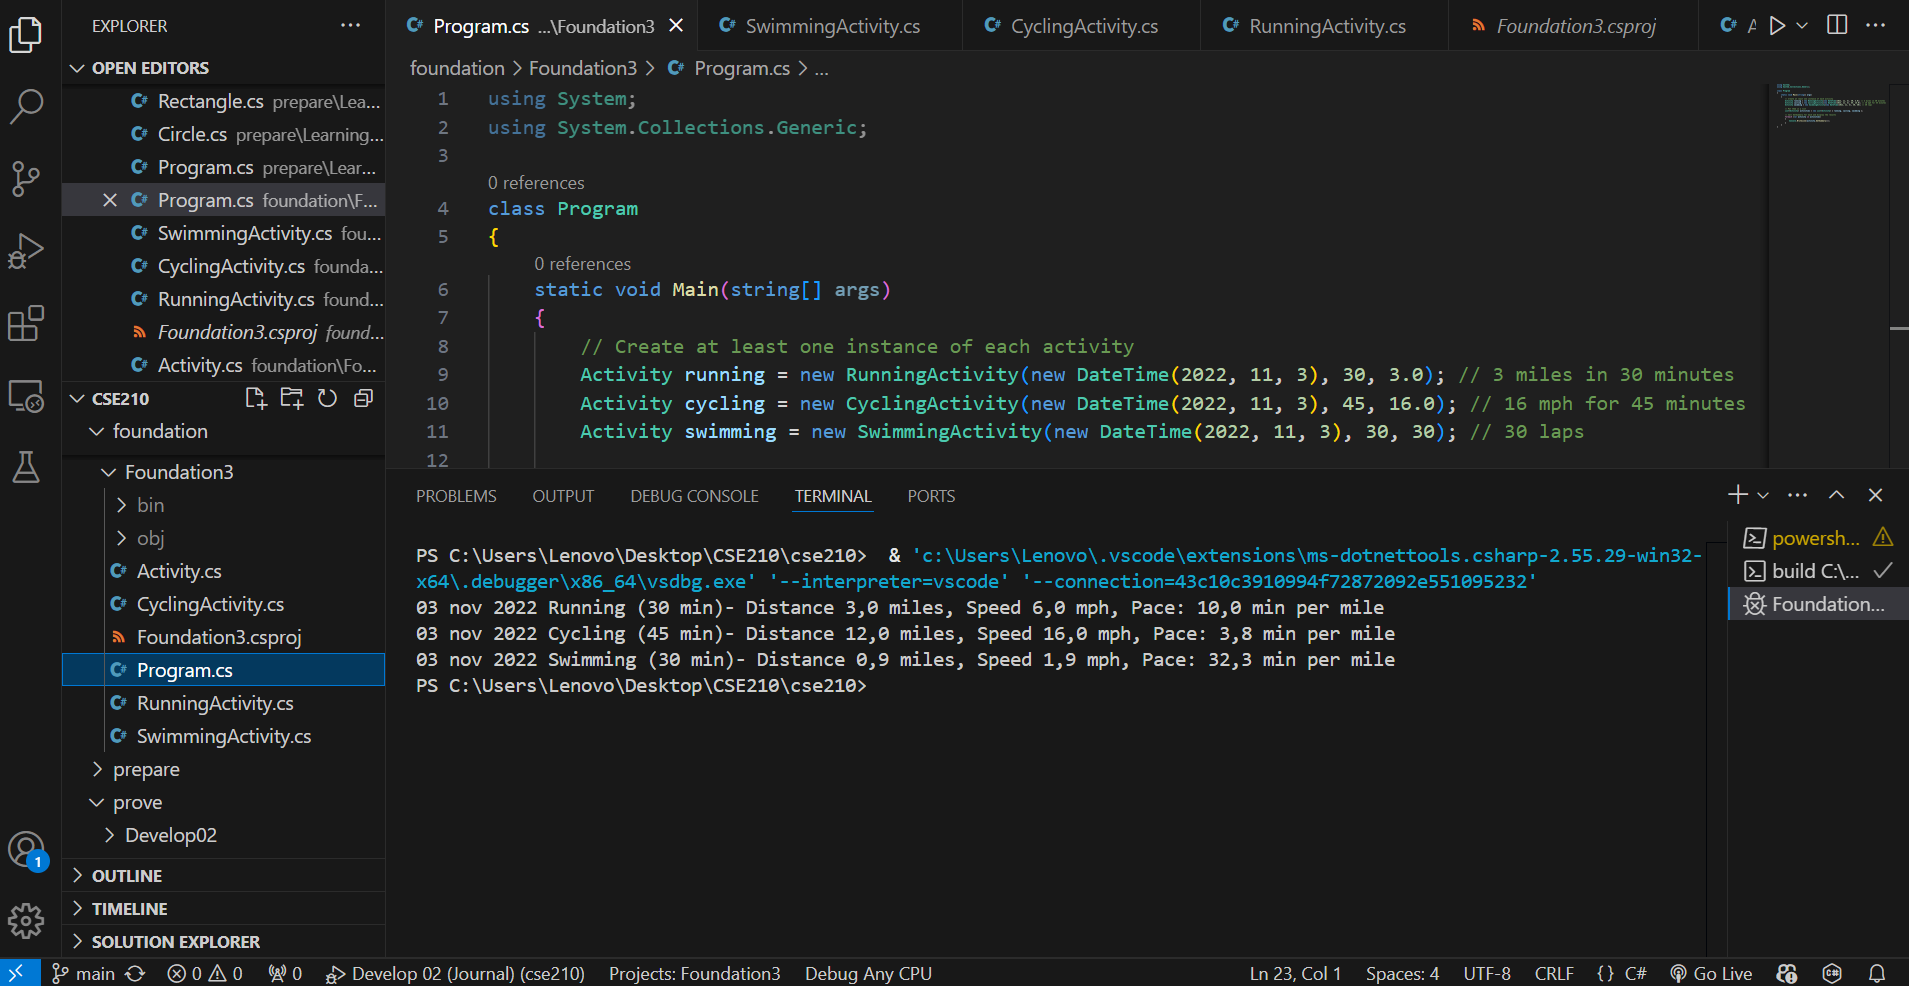 EXPLORER
OPEN EDITORS
Rectangle.cs prepare\Lea...
Circle.cs prepare\Learning...
Program.cs prepare\Lear...
Program.cs foundation\F...
SwimmingActivity.cs fou...
CyclingActivity.cs founda...
RunningActivity.cs found...
Foundation3.csproj found...
Activity.cs foundation\Fo...
CSE210
foundation
Foundation3
bin
obj
Activity.cs
CyclingActivity.cs
Foundation3.csproj
Program.cs
RunningActivity.cs
SwimmingActivity.cs
prepare
prove
Develop02
OUTLINE
TIMELINE
SOLUTION EXPLORER
1
Program.cs ...\Foundation3
SwimmingActivity.cs
CyclingActivity.cs
RunningActivity.cs
Foundation3.csproj
foundation > Foundation3 > Program.cs > ...
1 using System;
2 using System.Collections.Generic;
3
0 references
4 class Program
5 {
0 references
6 static void Main(string[] args)
7 {
8 // Create at least one instance of each activity
9 Activity running = new RunningActivity(new DateTime(2022, 11, 3), 30, 3.0); // 3 miles in 30 minutes
10 Activity cycling = new CyclingActivity(new DateTime(2022, 11, 3), 45, 16.0); // 16 mph for 45 minutes
11 Activity swimming = new SwimmingActivity(new DateTime(2022, 11, 3), 30, 30); // 30 laps
12
PROBLEMS OUTPUT DEBUG CONSOLE TERMINAL PORTS
PS C:\Users\Lenovo\Desktop\CSE210\cse210> & 'c:\Users\Lenovo\.vscode\extensions\ms-dotnettools.csharp-2.55.29-win32-
x64\.debugger\x86_64\vsdbg.exe' '--interpreter=vscode' '--connection=43c10c3910994f72872092e551095232'
03 nov 2022 Running (30 min)- Distance 3,0 miles, Speed 6,0 mph, Pace: 10,0 min per mile
03 nov 2022 Cycling (45 min)- Distance 12,0 miles, Speed 16,0 mph, Pace: 3,8 min per mile
03 nov 2022 Swimming (30 min)- Distance 0,9 miles, Speed 1,9 mph, Pace: 32,3 min per mile
PS C:\Users\Lenovo\Desktop\CSE210\cse210>
powersh...
build C:\...
Foundation...
main 0 0 0 Develop 02 (Journal) (cse210) Projects: Foundation3 Debug Any CPU Ln 23, Col 1 Spaces: 4 UTF-8 CRLF {} C# Go Live